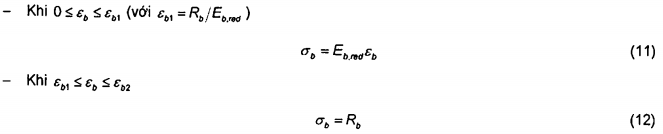 – Khi 0 ≤ ε_b ≤ ε_b1 (với ε_b1 = R_b/E_b,red )
σ_b = E_b,red ε_b (11)
– Khi ε_b1 ≤ ε_b ≤ ε_b2
σ_b = R_b (12)